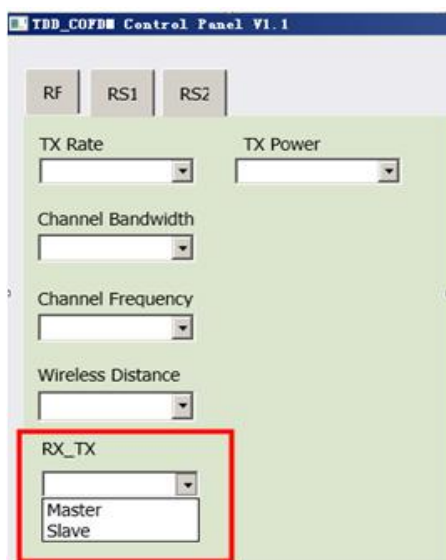 TDD_COFDM Control Panel V1.1
RF RS1 RS2
TX Rate TX Power
Channel Bandwidth
Channel Frequency
Wireless Distance
RX_TX
Master
Slave